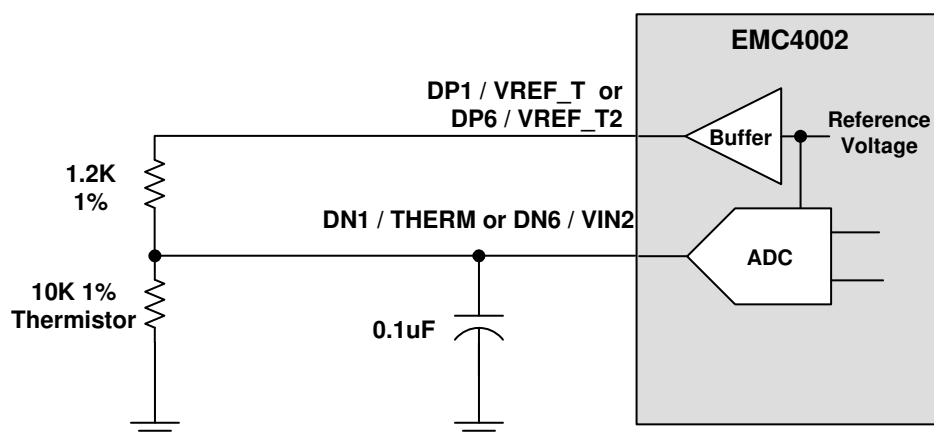 EMC4002
DP1 / VREF_T or
DP6 / VREF_T2
Buffer
Reference
Voltage
1.2K
1%
DN1 / THERM or DN6 / VIN2
ADC
10K 1%
Thermistor
0.1uF